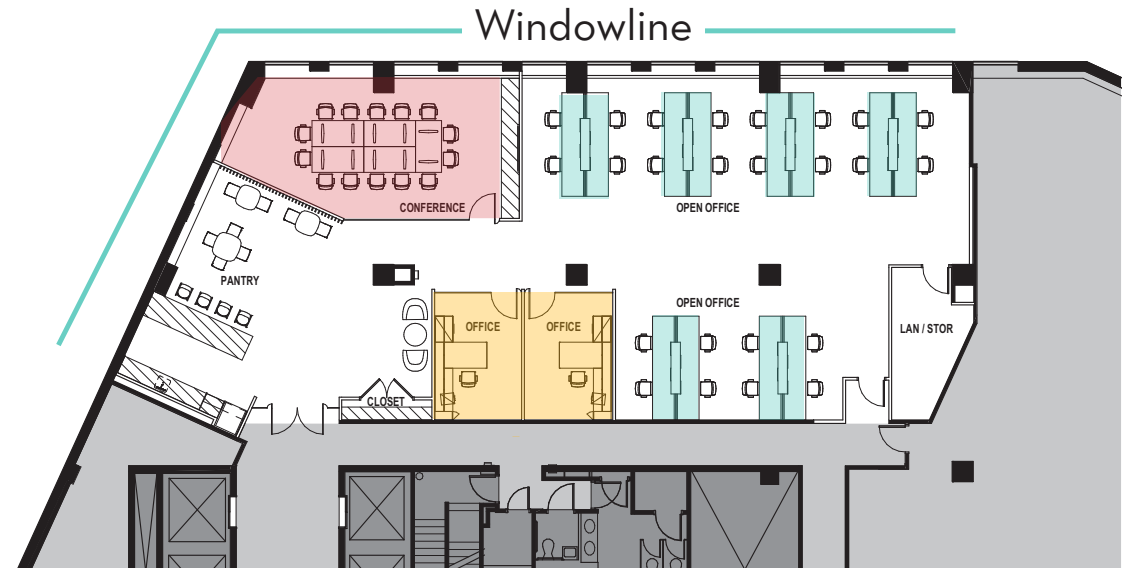 Windowline
CONFERENCE
OPEN OFFICE
PANTRY
OPEN OFFICE
OFFICE
OFFICE
LAN / STOR
CLOSET